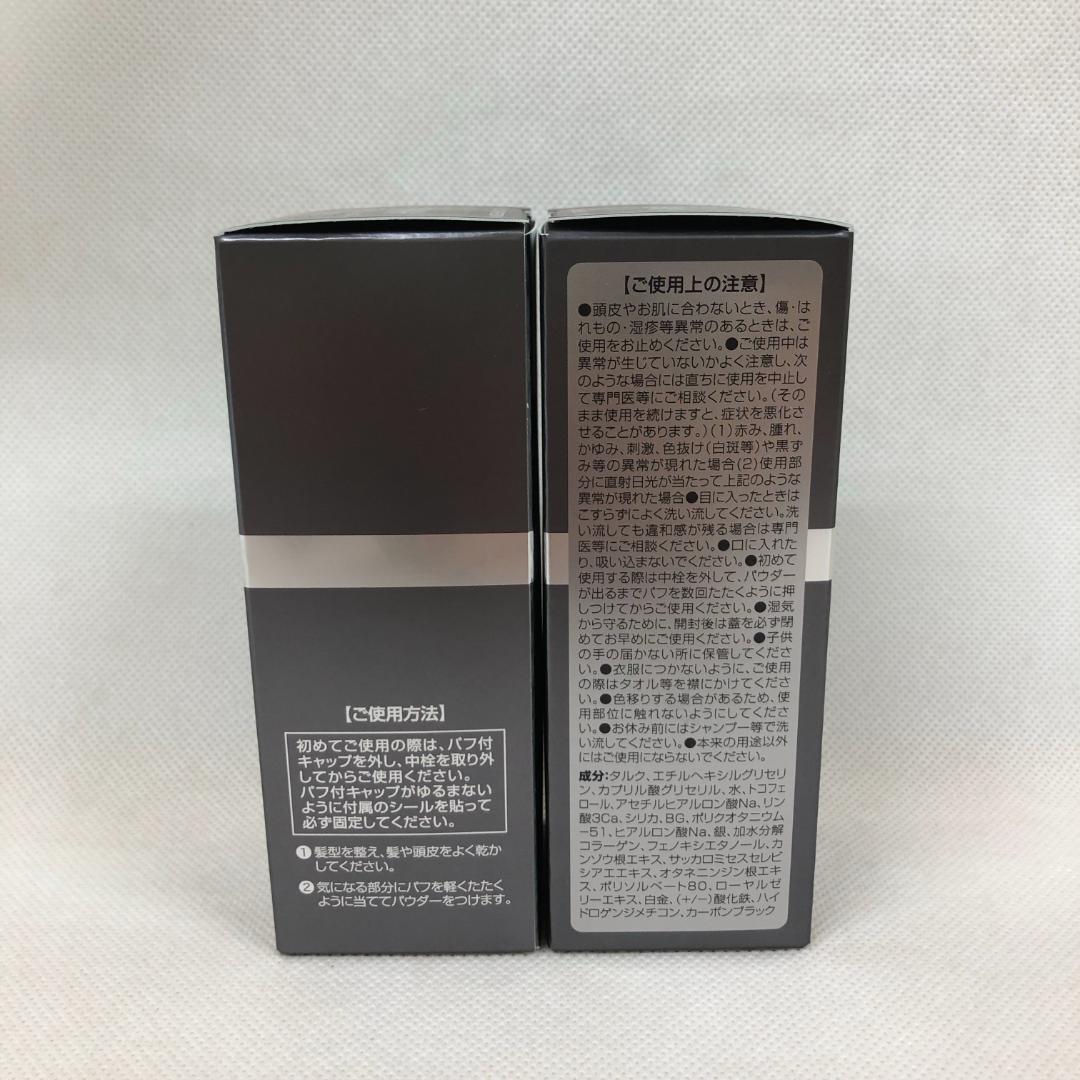 【ご使用方法】
初めてご使用の際は、パフ付
キャップを外し、中栓を取り外
してからご使用ください。
パフ付キャップがゆるまない
ように付属のシールを貼って
必ず固定してください。
① 髪型を整え、髪や頭皮をよく乾か
してください。
② 気になる部分にパフを軽くたたく
ように当ててパウダーをつけます。
【ご使用上の注意】
●頭皮やお肌に合わないとき、傷・は
れもの・湿疹等異常のあるときは、ご
使用をお止めください。●ご使用中は
異常が生じていないかよく注意し、次
のような場合には直ちに使用を中止し
て専門医等にご相談ください。(その
まま使用を続けますと、症状を悪化さ
せることがあります。)(1)赤み、腫れ、
かゆみ、刺激、色抜け(白斑等)や黒ず
み等の異常が現れた場合(2)使用部
分に直射日光が当たって上記のような
異常が現れた場合●目に入ったときは
こすらずによく洗い流してください。洗
い流しても違和感が残る場合は専門
医等にご相談ください。●口に入れた
り、吸い込まないでください。●初めて
使用する際は中栓を外して、パウダー
が出るまでパフを数回たたくように押
しつけてからご使用ください。●湿気
から守るために、開封後は蓋を必ず閉
めてお早めにご使用ください。●子供
の手の届かない所に保管してくださ
い。●衣服につかないように、ご使用
の際はタオル等を襟にかけてくださ
い。●色移りする場合があるため、使
用部位に触れないようにしてくださ
い。●お休み前にはシャンプー等で洗
い流してください。●本来の用途以外
にはご使用にならないでください。
成分:タルク、エチルヘキシルグリセリ
ン、カプリル酸グリセリル、水、トコフェ
ロール、アセチルヒアルロン酸Na、リン
酸3Ca、シリカ、BG、ポリクオタニウム
-51、ヒアルロン酸Na、銀、加水分解
コラーゲン、フェノキシエタノール、カ
ンゾウ根エキス、サッカロミセスセレビ
シアエエキス、オタネニンジン根エキ
ス、ポリソルベート80、ローヤルゼ
リーエキス、白金、(+/-)酸化鉄、ハイ
ドロゲンジメチコン、カーボンブラック